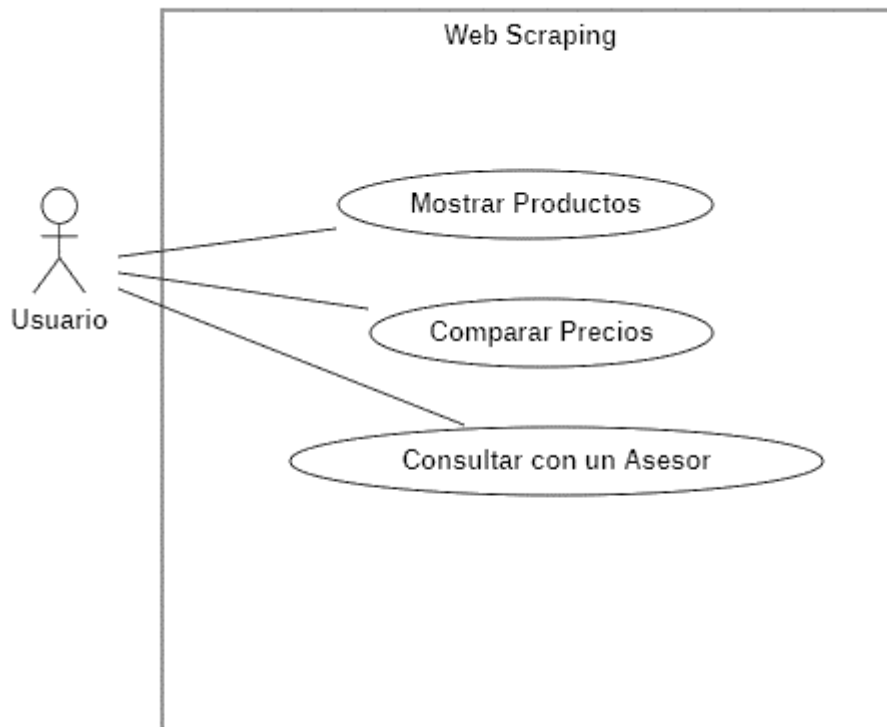 Web Scraping
Mostrar Productos
Usuario
Comparar Precios
Consultar con un Asesor